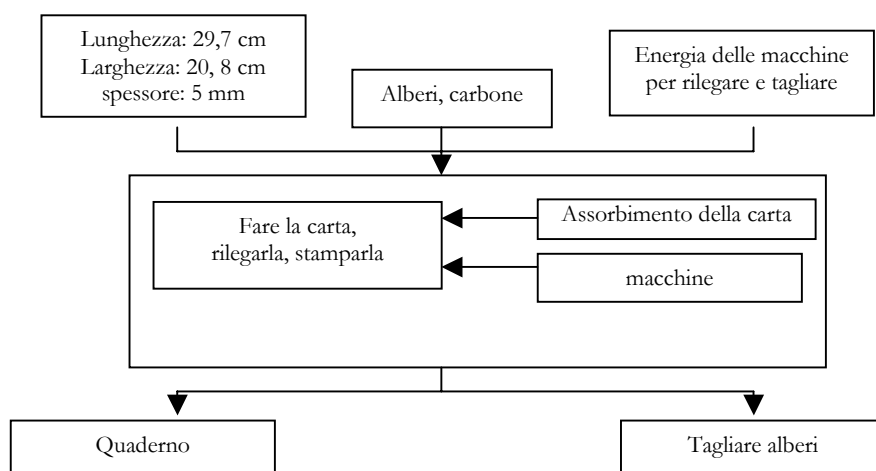 Lunghezza: 29,7 cm
Larghezza: 20, 8 cm
spessore: 5 mm
Alberi, carbone
Energia delle macchine
per rilegare e tagliare
Fare la carta,
rilegarla, stamparla
Assorbimento della carta
macchine
Quaderno
Tagliare alberi